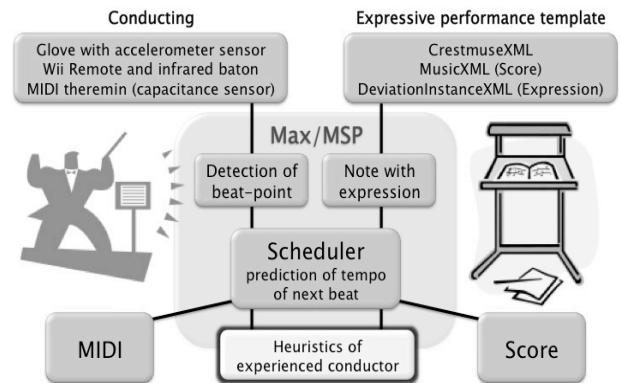 Conducting
Glove with accelerometer sensor
Wii Remote and infrared baton
MIDI theremin (capacitance sensor)
Expressive performance template
CrestmuseXML
MusicXML (Score)
DeviationInstanceXML (Expression)
Max/MSP
Detection of
beat-point
Note with
expression
Scheduler
prediction of tempo
of next beat
MIDI
Heuristics of
experienced conductor
Score